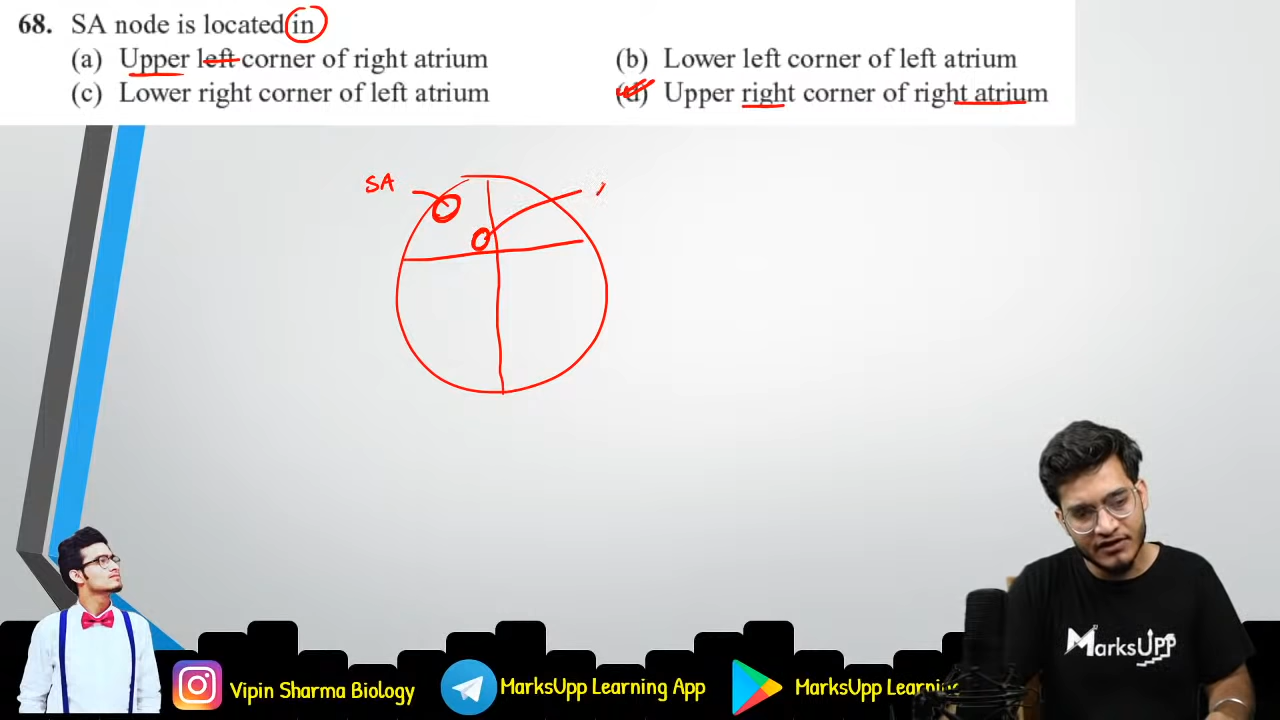 68. SA node is located in
(a) Upper left corner of right atrium
(b) Lower left corner of left atrium
(c) Lower right corner of left atrium
(d) Upper right corner of right atrium
SA
MarksUpp
Vipin Sharma Biology
MarksUpp Learning App
MarksUpp Learning